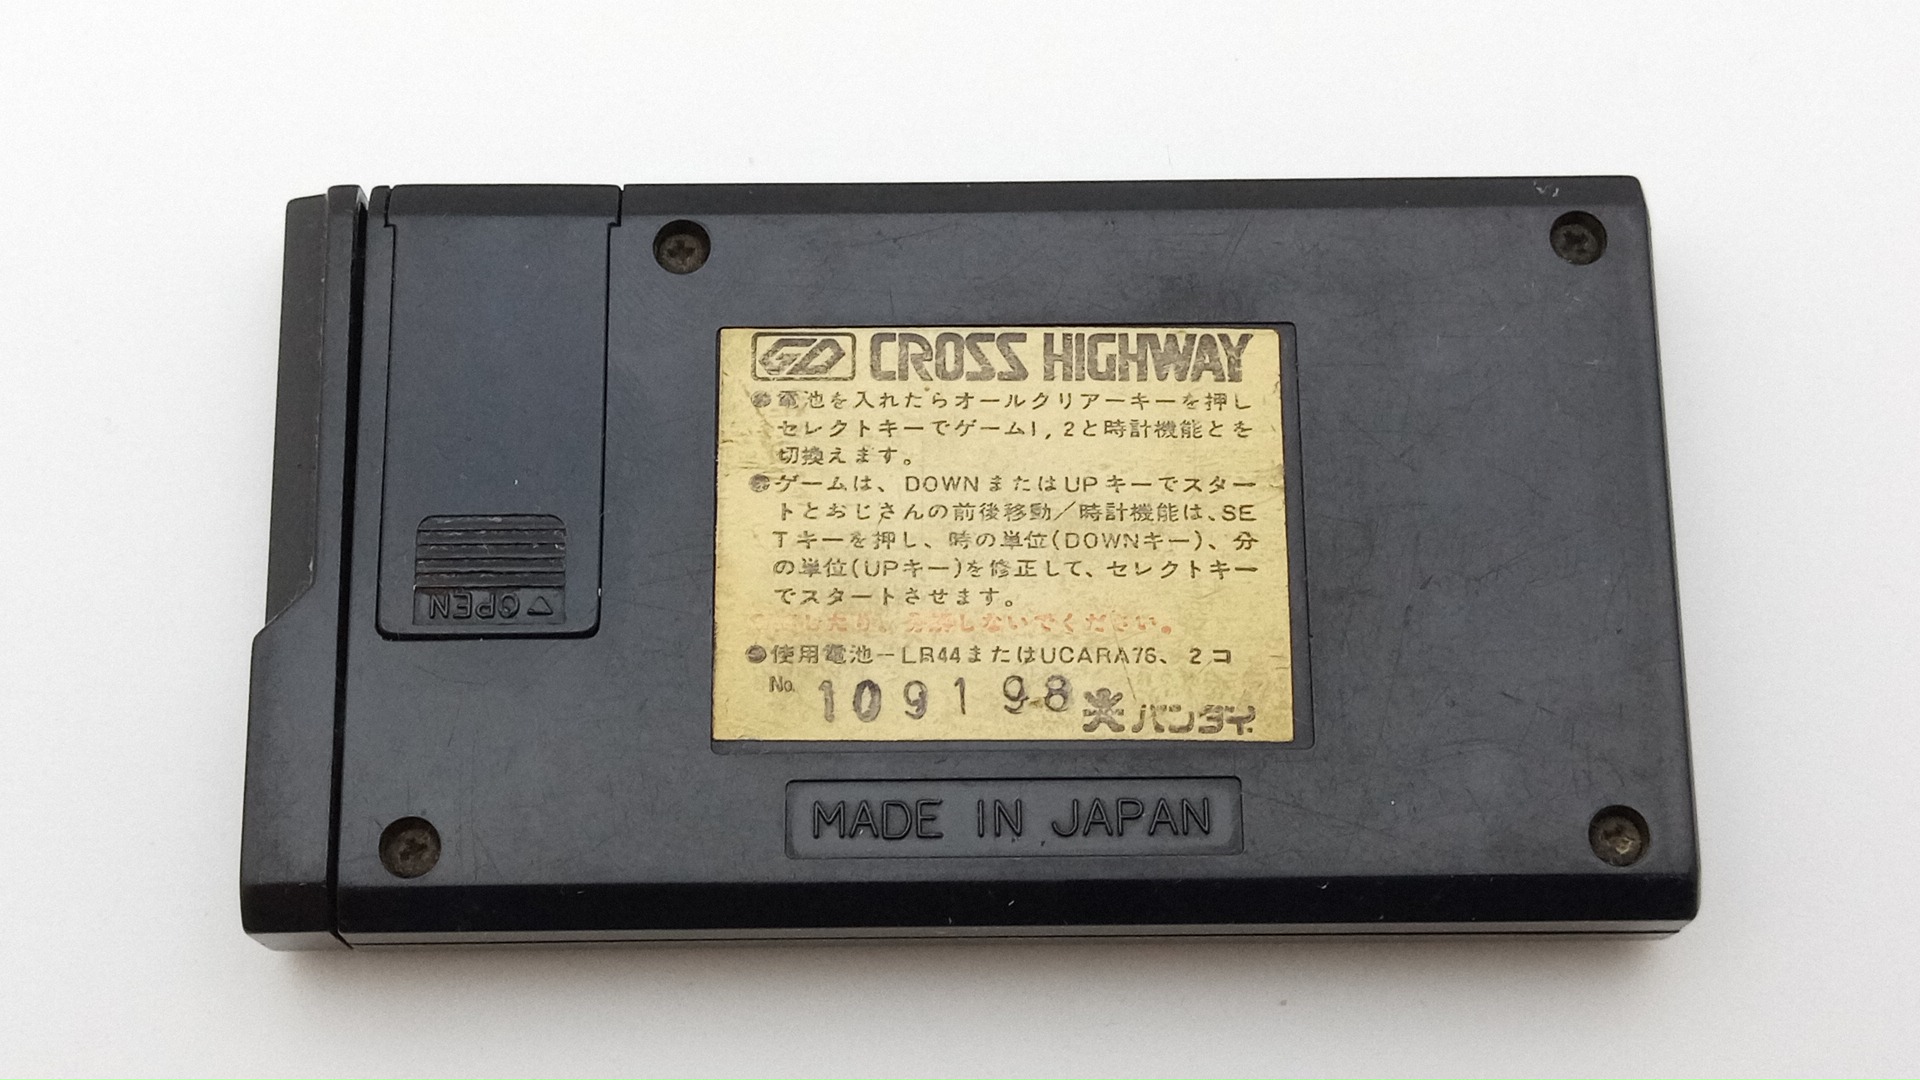 GD CROSS HIGHWAY
●電池を入れたらオールクリアーキーを押し
セレクトキーでゲーム1, 2と時計機能とを
切換えます。
●ゲームは、DOWNまたはUPキーでスター
トとおじさんの前後移動／時計機能は、SE
Tキーを押し、時の単位(DOWNキー)、分
の単位(UPキー)を修正して、セレクトキー
でスタートさせます。
したり、分解しないでください。
●使用電池－LR44またはUCARA76、2コ
No. 109198 バンダイ
MADE IN JAPAN
OPEN